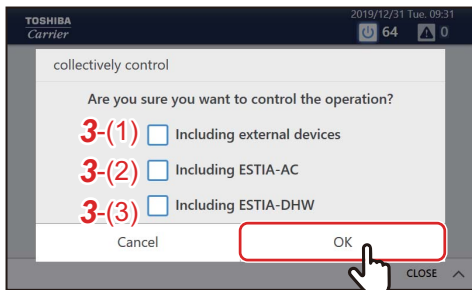 TOSHIBA
Carrier
2019/12/31 Tue. 09:31
64 0
collectively control
Are you sure you want to control the operation?
3-(1) Including external devices
3-(2) Including ESTIA-AC
3-(3) Including ESTIA-DHW
Cancel OK
CLOSE